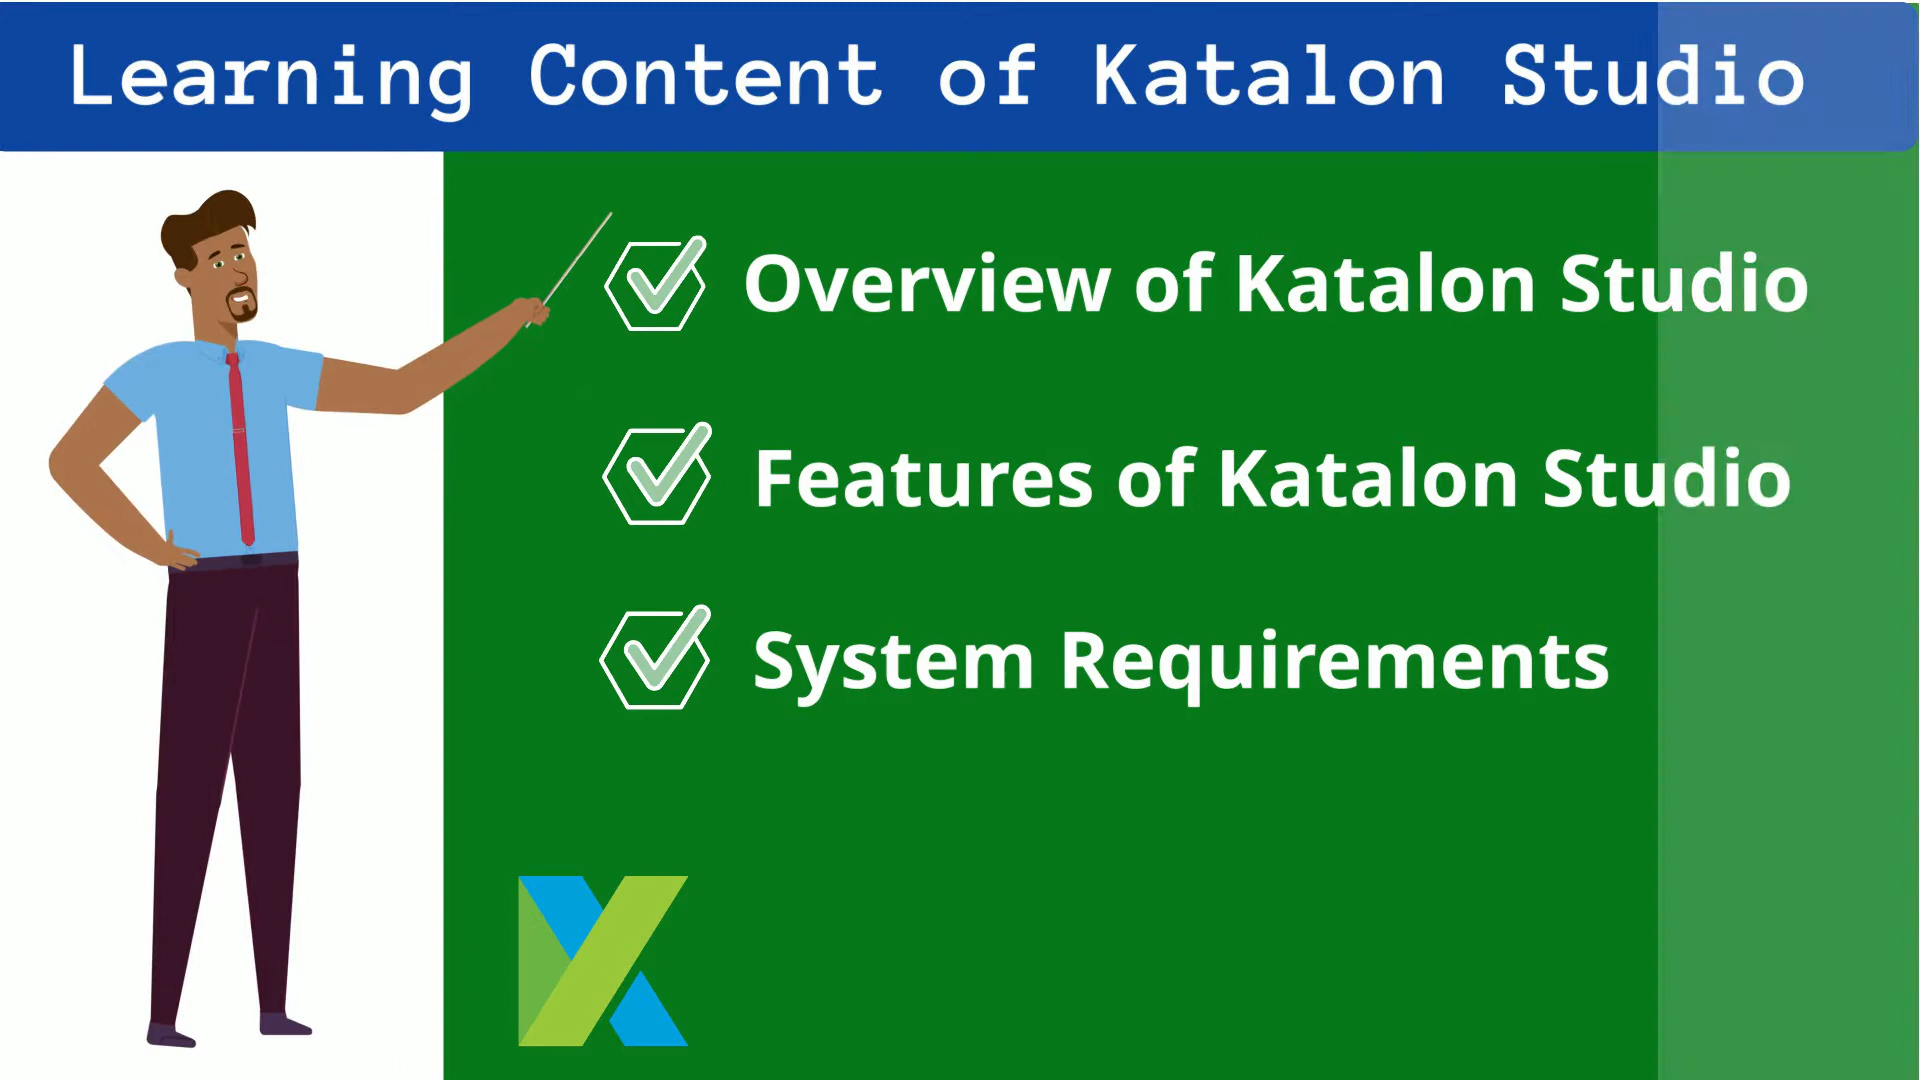 Learning Content of Katalon Studio
Overview of Katalon Studio
Features of Katalon Studio
System Requirements